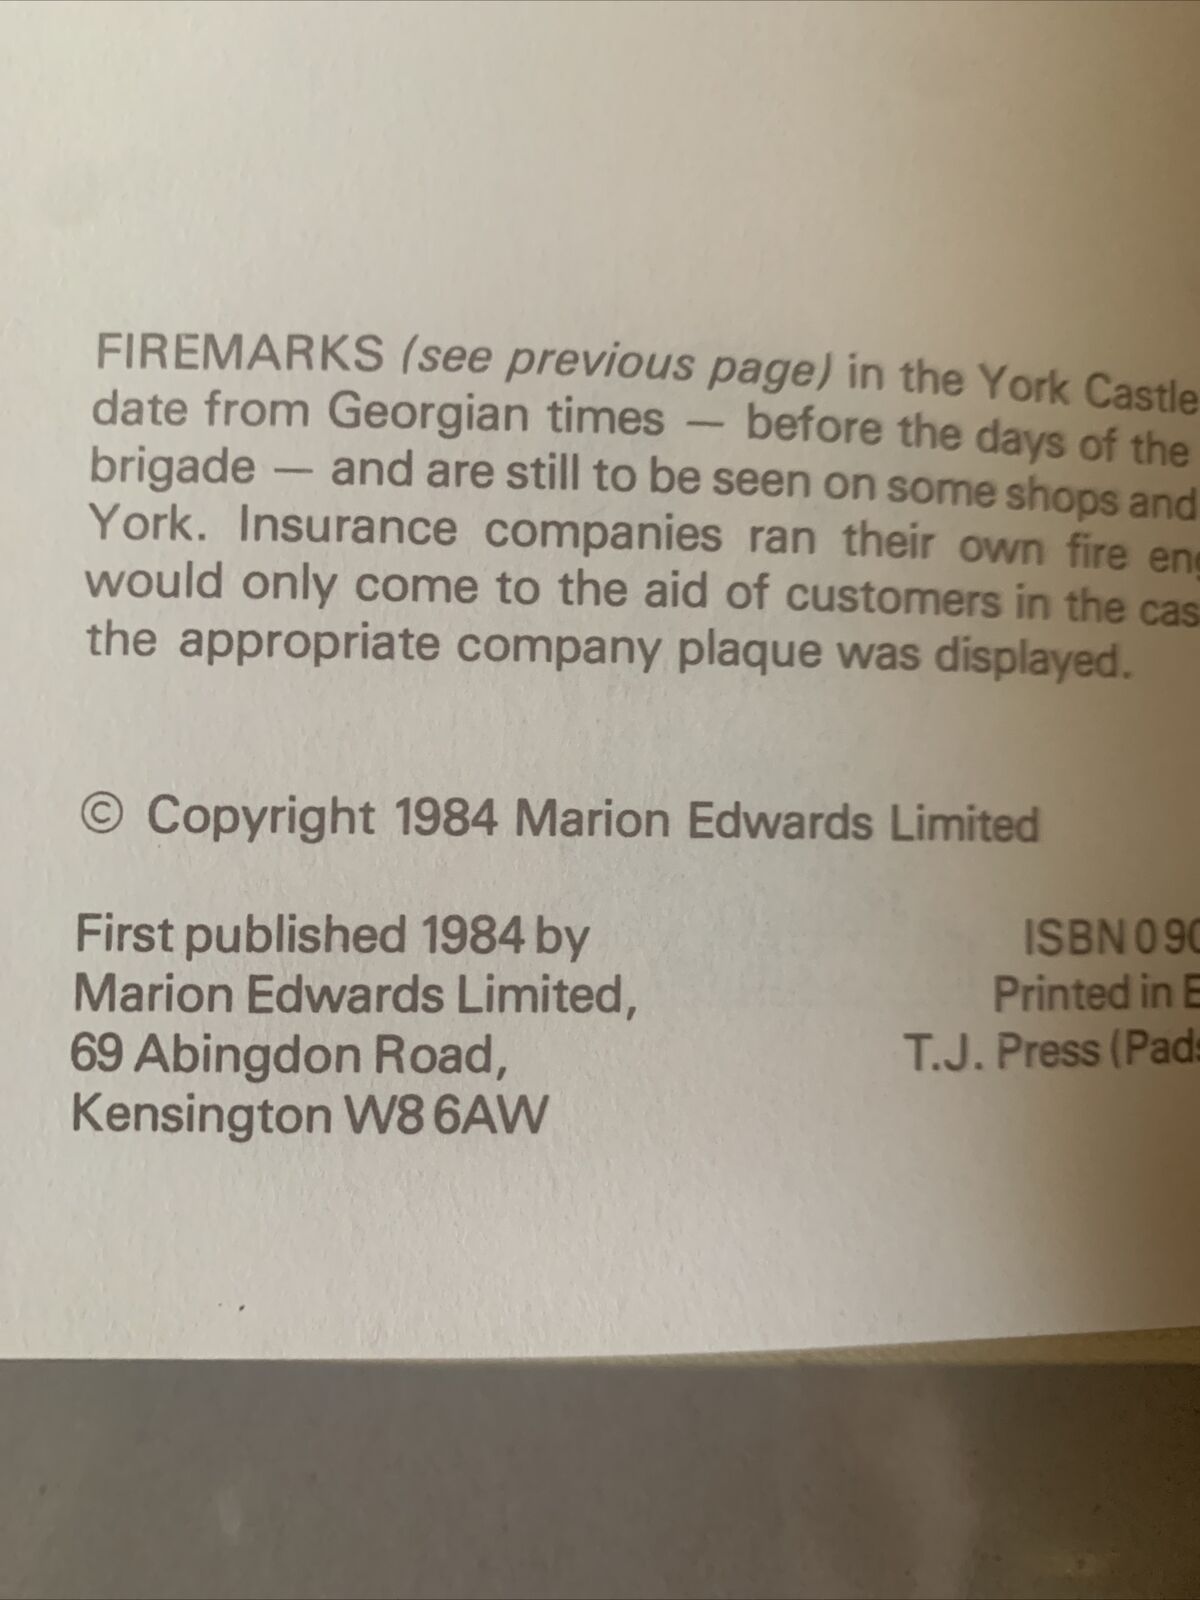 FIREMARKS (see previous page) in the York Castle
date from Georgian times — before the days of the
brigade — and are still to be seen on some shops and
York. Insurance companies ran their own fire
would only come to the aid of customers in the
the appropriate company plaque was displayed.
© Copyright 1984 Marion Edwards Limited
First published 1984 by
Marion Edwards Limited,
69 Abingdon Road,
Kensington W8 6AW
ISBN 0 90
Printed in
T.J. Press